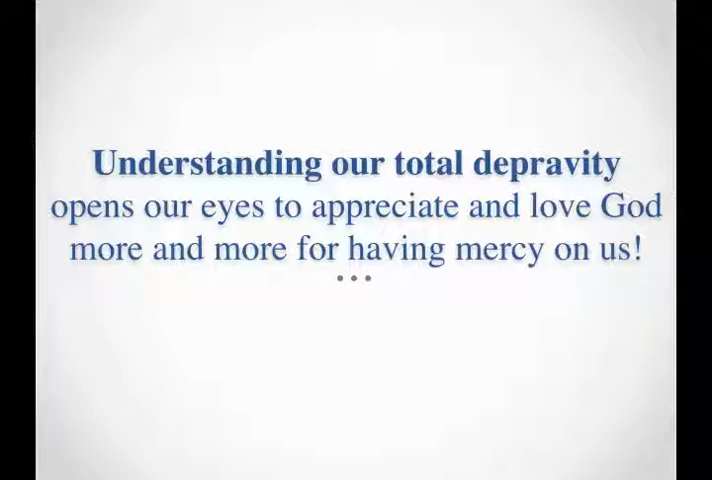 Understanding our total depravity
opens our eyes to appreciate and love God
more and more for having mercy on us!